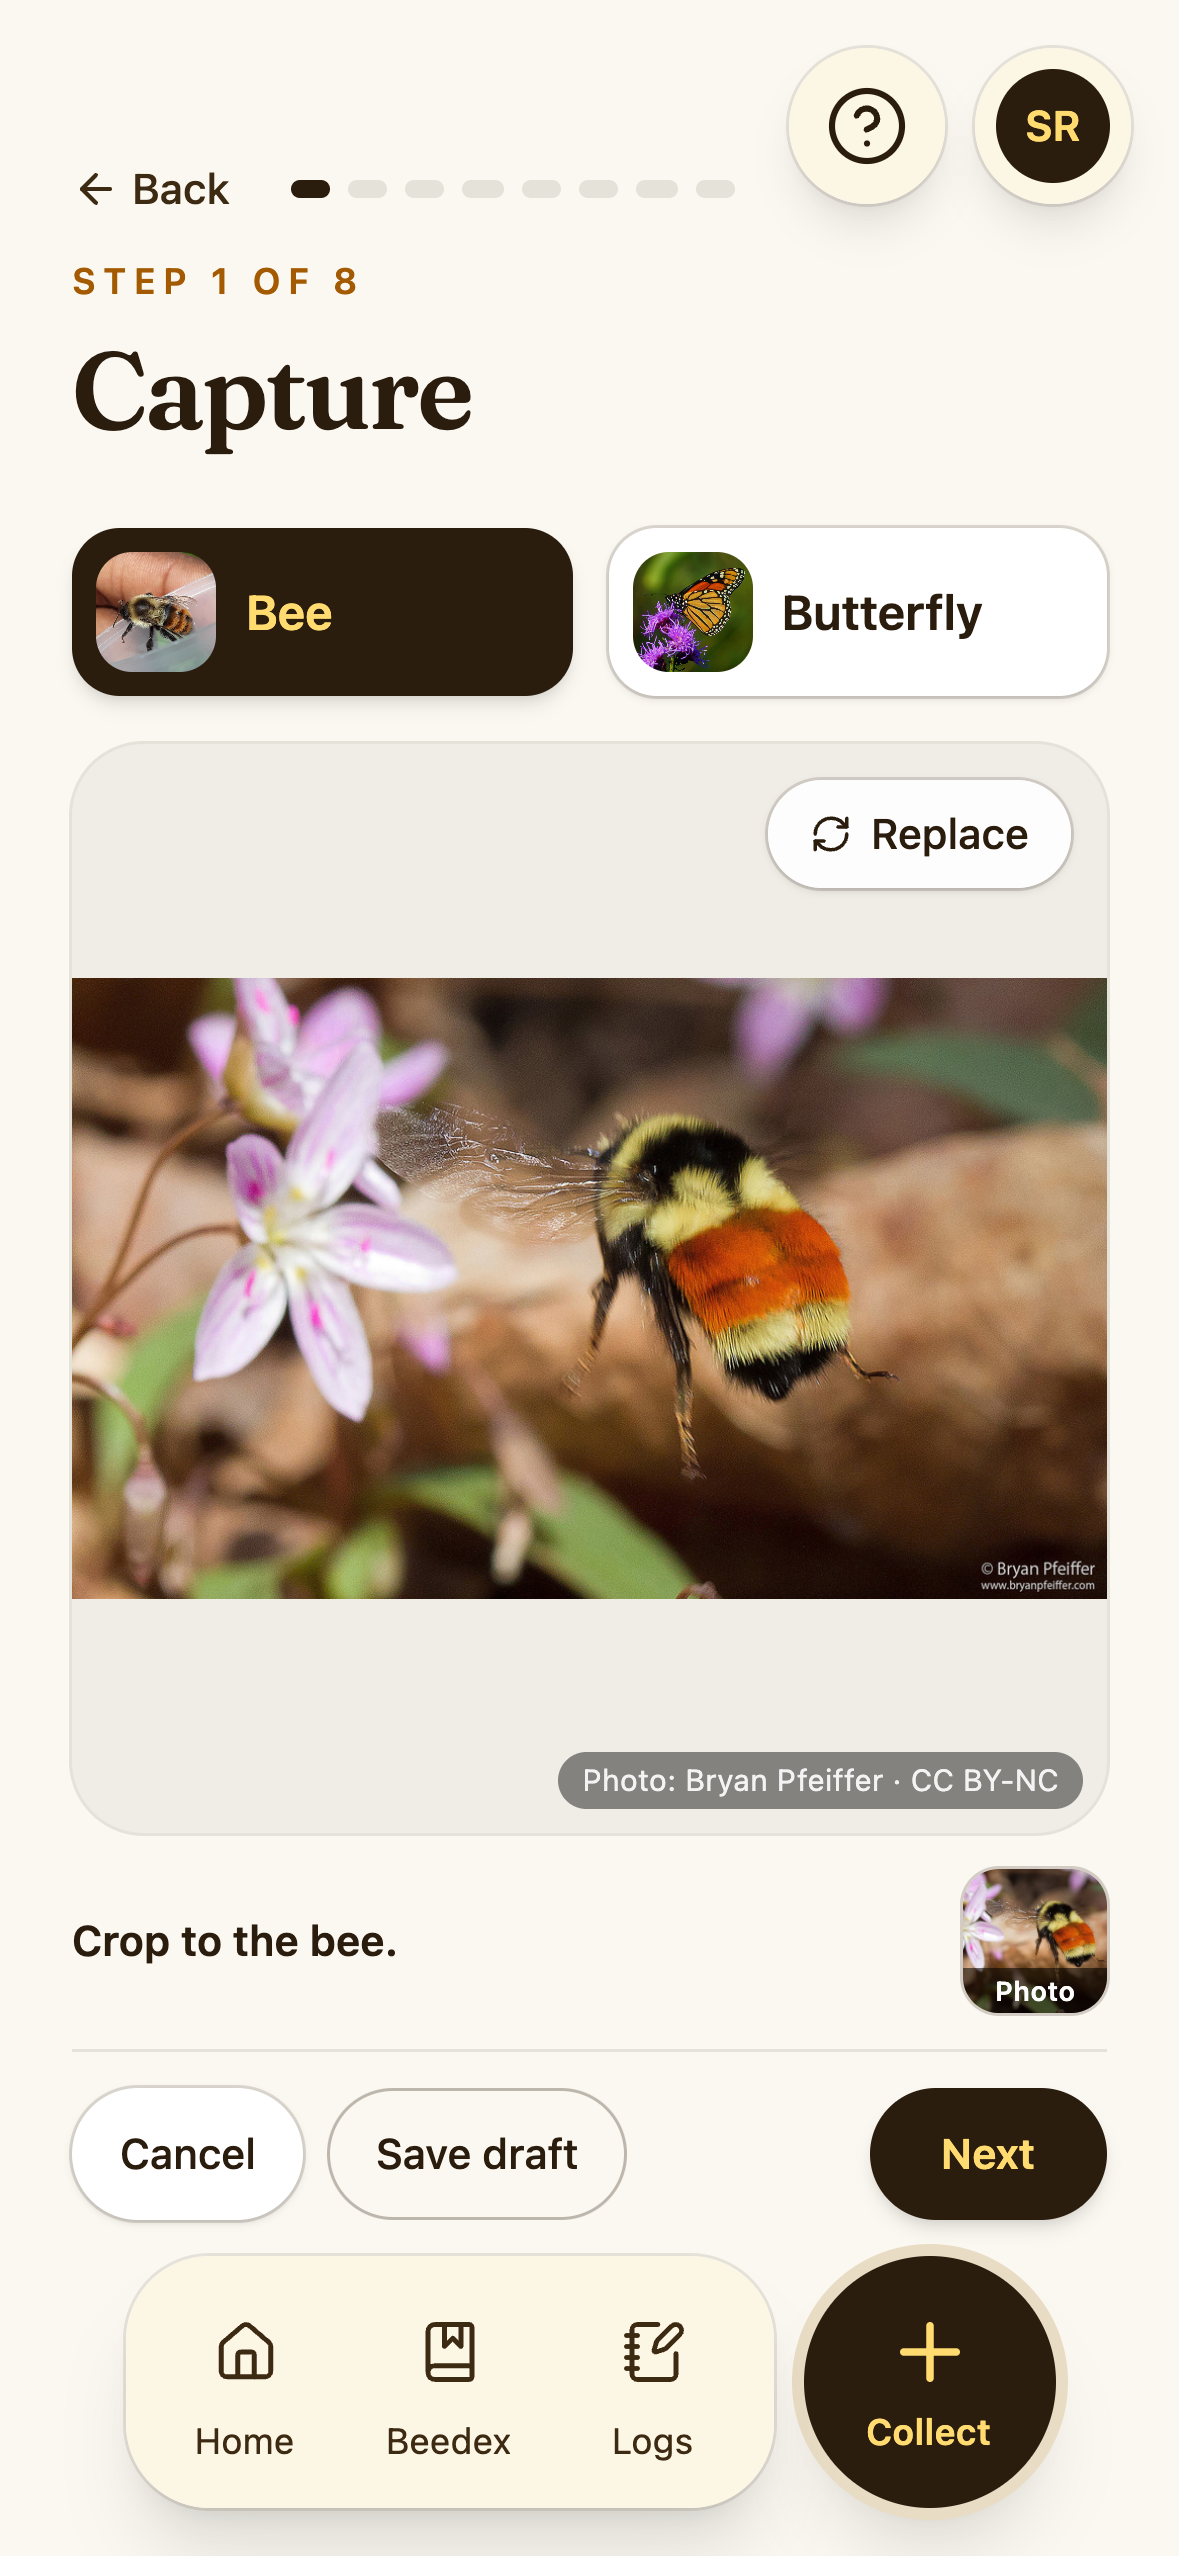 SR
Back
STEP 1 OF 8
Capture
Bee
Butterfly
Replace
© Bryan Pfeiffer
www.bryanpfeiffer.com
Photo: Bryan Pfeiffer · CC BY-NC
Crop to the bee.
Photo
Cancel
Save draft
Next
Home
Beedex
Logs
Collect